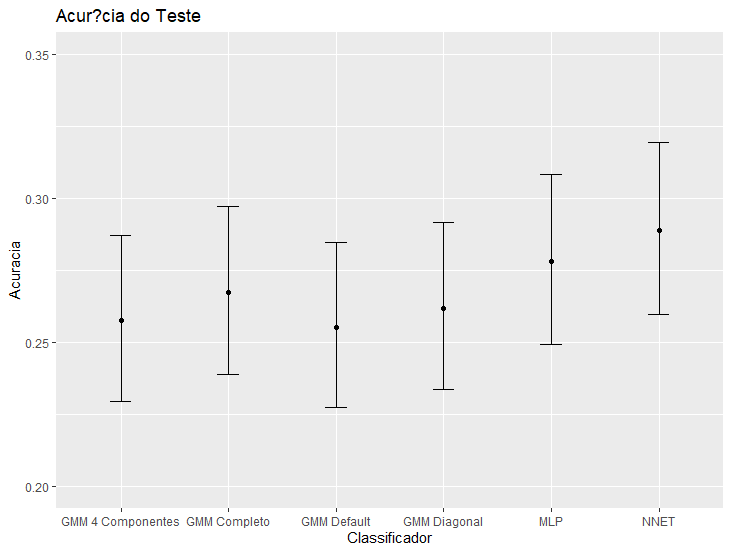 Acur?cia do Teste
0.35
0.30
0.25
0.20
Acuracia
GMM 4 Componentes GMM Completo GMM Default GMM Diagonal MLP NNET
Classificador